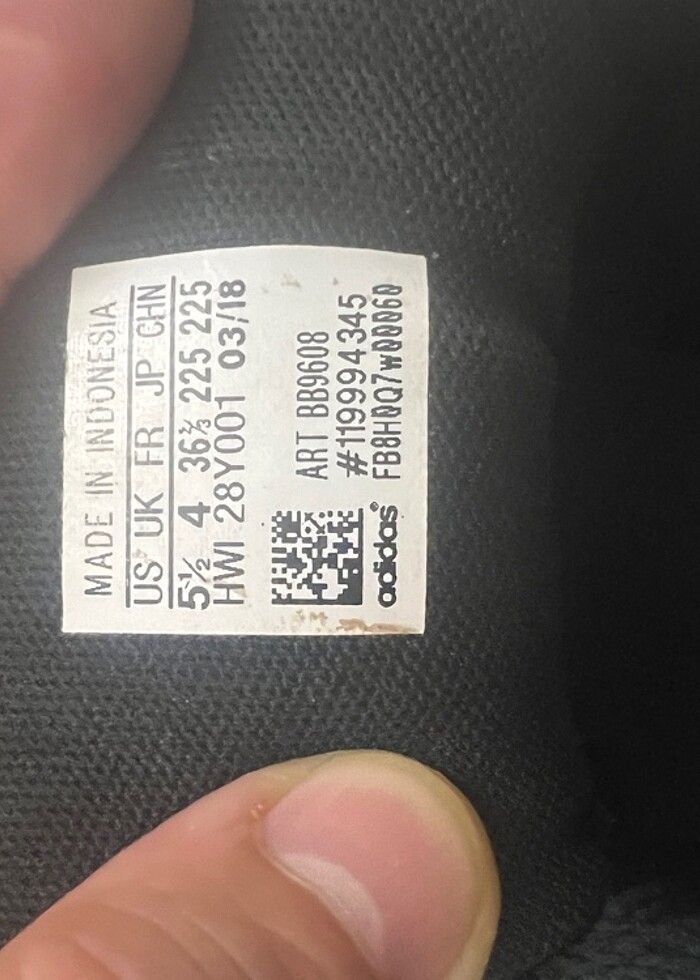 MADE IN INDONESIA
US UK FR JP CHN
5½ 4 36⅔ 225 225
HWI 28Y001 03/18
ART BB9608
#119994345
FB8H0Q7W00060
adidas®